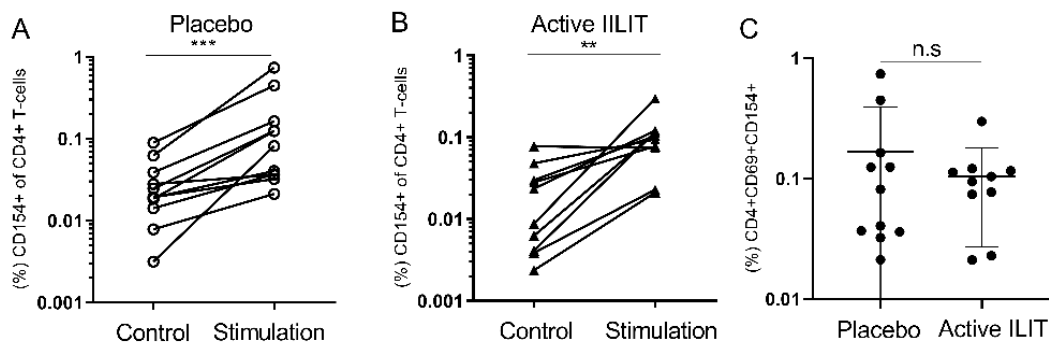 A
Placebo
***
(%) CD154+ of CD4+ T-cells
1
0.1
0.01
0.001
Control Stimulation
B
Active IILIT
**
(%) CD154+ of CD4+ T-cells
1
0.1
0.01
0.001
Control Stimulation
C
n.s
(%) CD4+CD69+CD154+
1
0.1
0.01
Placebo Active ILIT